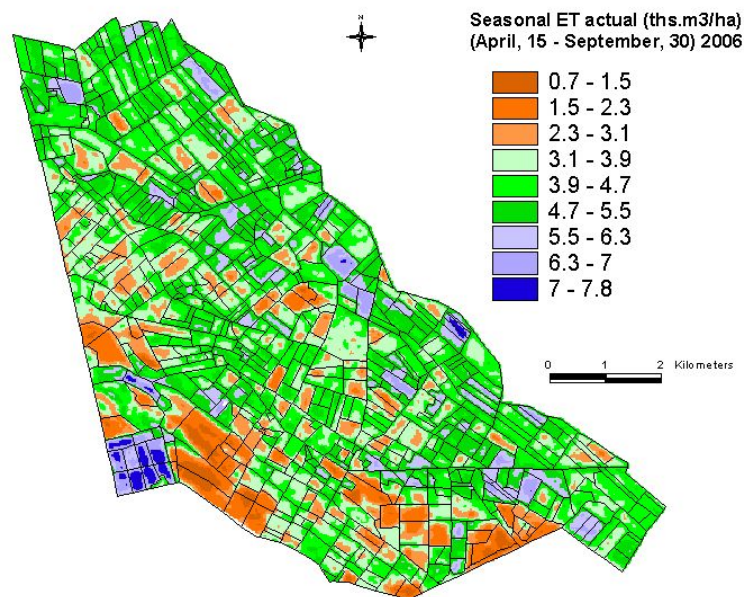 Seasonal ET actual (ths.m3/ha)
(April, 15 - September, 30) 2006
N
0.7 - 1.5
1.5 - 2.3
2.3 - 3.1
3.1 - 3.9
3.9 - 4.7
4.7 - 5.5
5.5 - 6.3
6.3 - 7
7 - 7.8
0 1 2 Kilometers